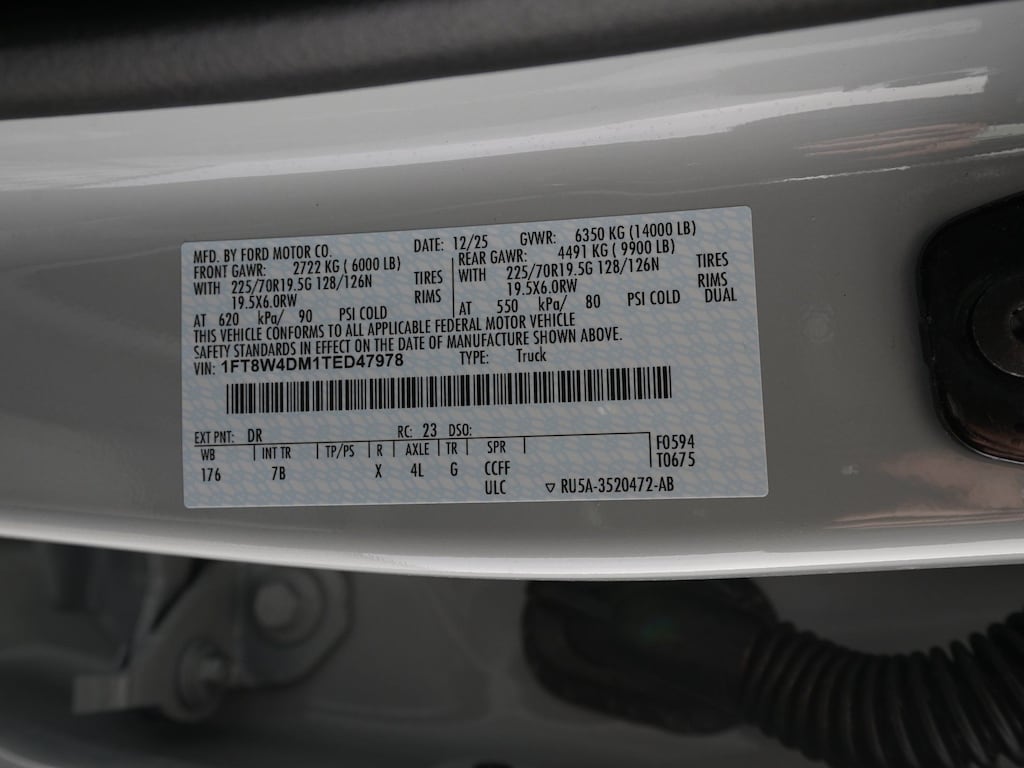 MFD. BY FORD MOTOR CO. DATE: 12/25 GVWR: 6350 KG (14000 LB)
FRONT GAWR: 2722 KG (6000 LB) REAR GAWR: 4491 KG (9900 LB)
WITH 225/70R19.5G 128/126N TIRES WITH 225/70R19.5G 128/126N TIRES
19.5X6.0RW RIMS 19.5X6.0RW RIMS
AT 620 kPa/ 90 PSI COLD AT 550 kPa/ 80 PSI COLD DUAL
THIS VEHICLE CONFORMS TO ALL APPLICABLE FEDERAL MOTOR VEHICLE
SAFETY STANDARDS IN EFFECT ON THE DATE OF MANUFACTURE SHOWN ABOVE.
VIN: 1FT8W4DM1TED47978 TYPE: Truck
EXT PNT: DR RC: 23 DSO:
WB INT TR TP/PS R AXLE TR SPR F0594
176 7B X 4L G CCFF T0675
ULC ▽ RU5A-3520472-AB